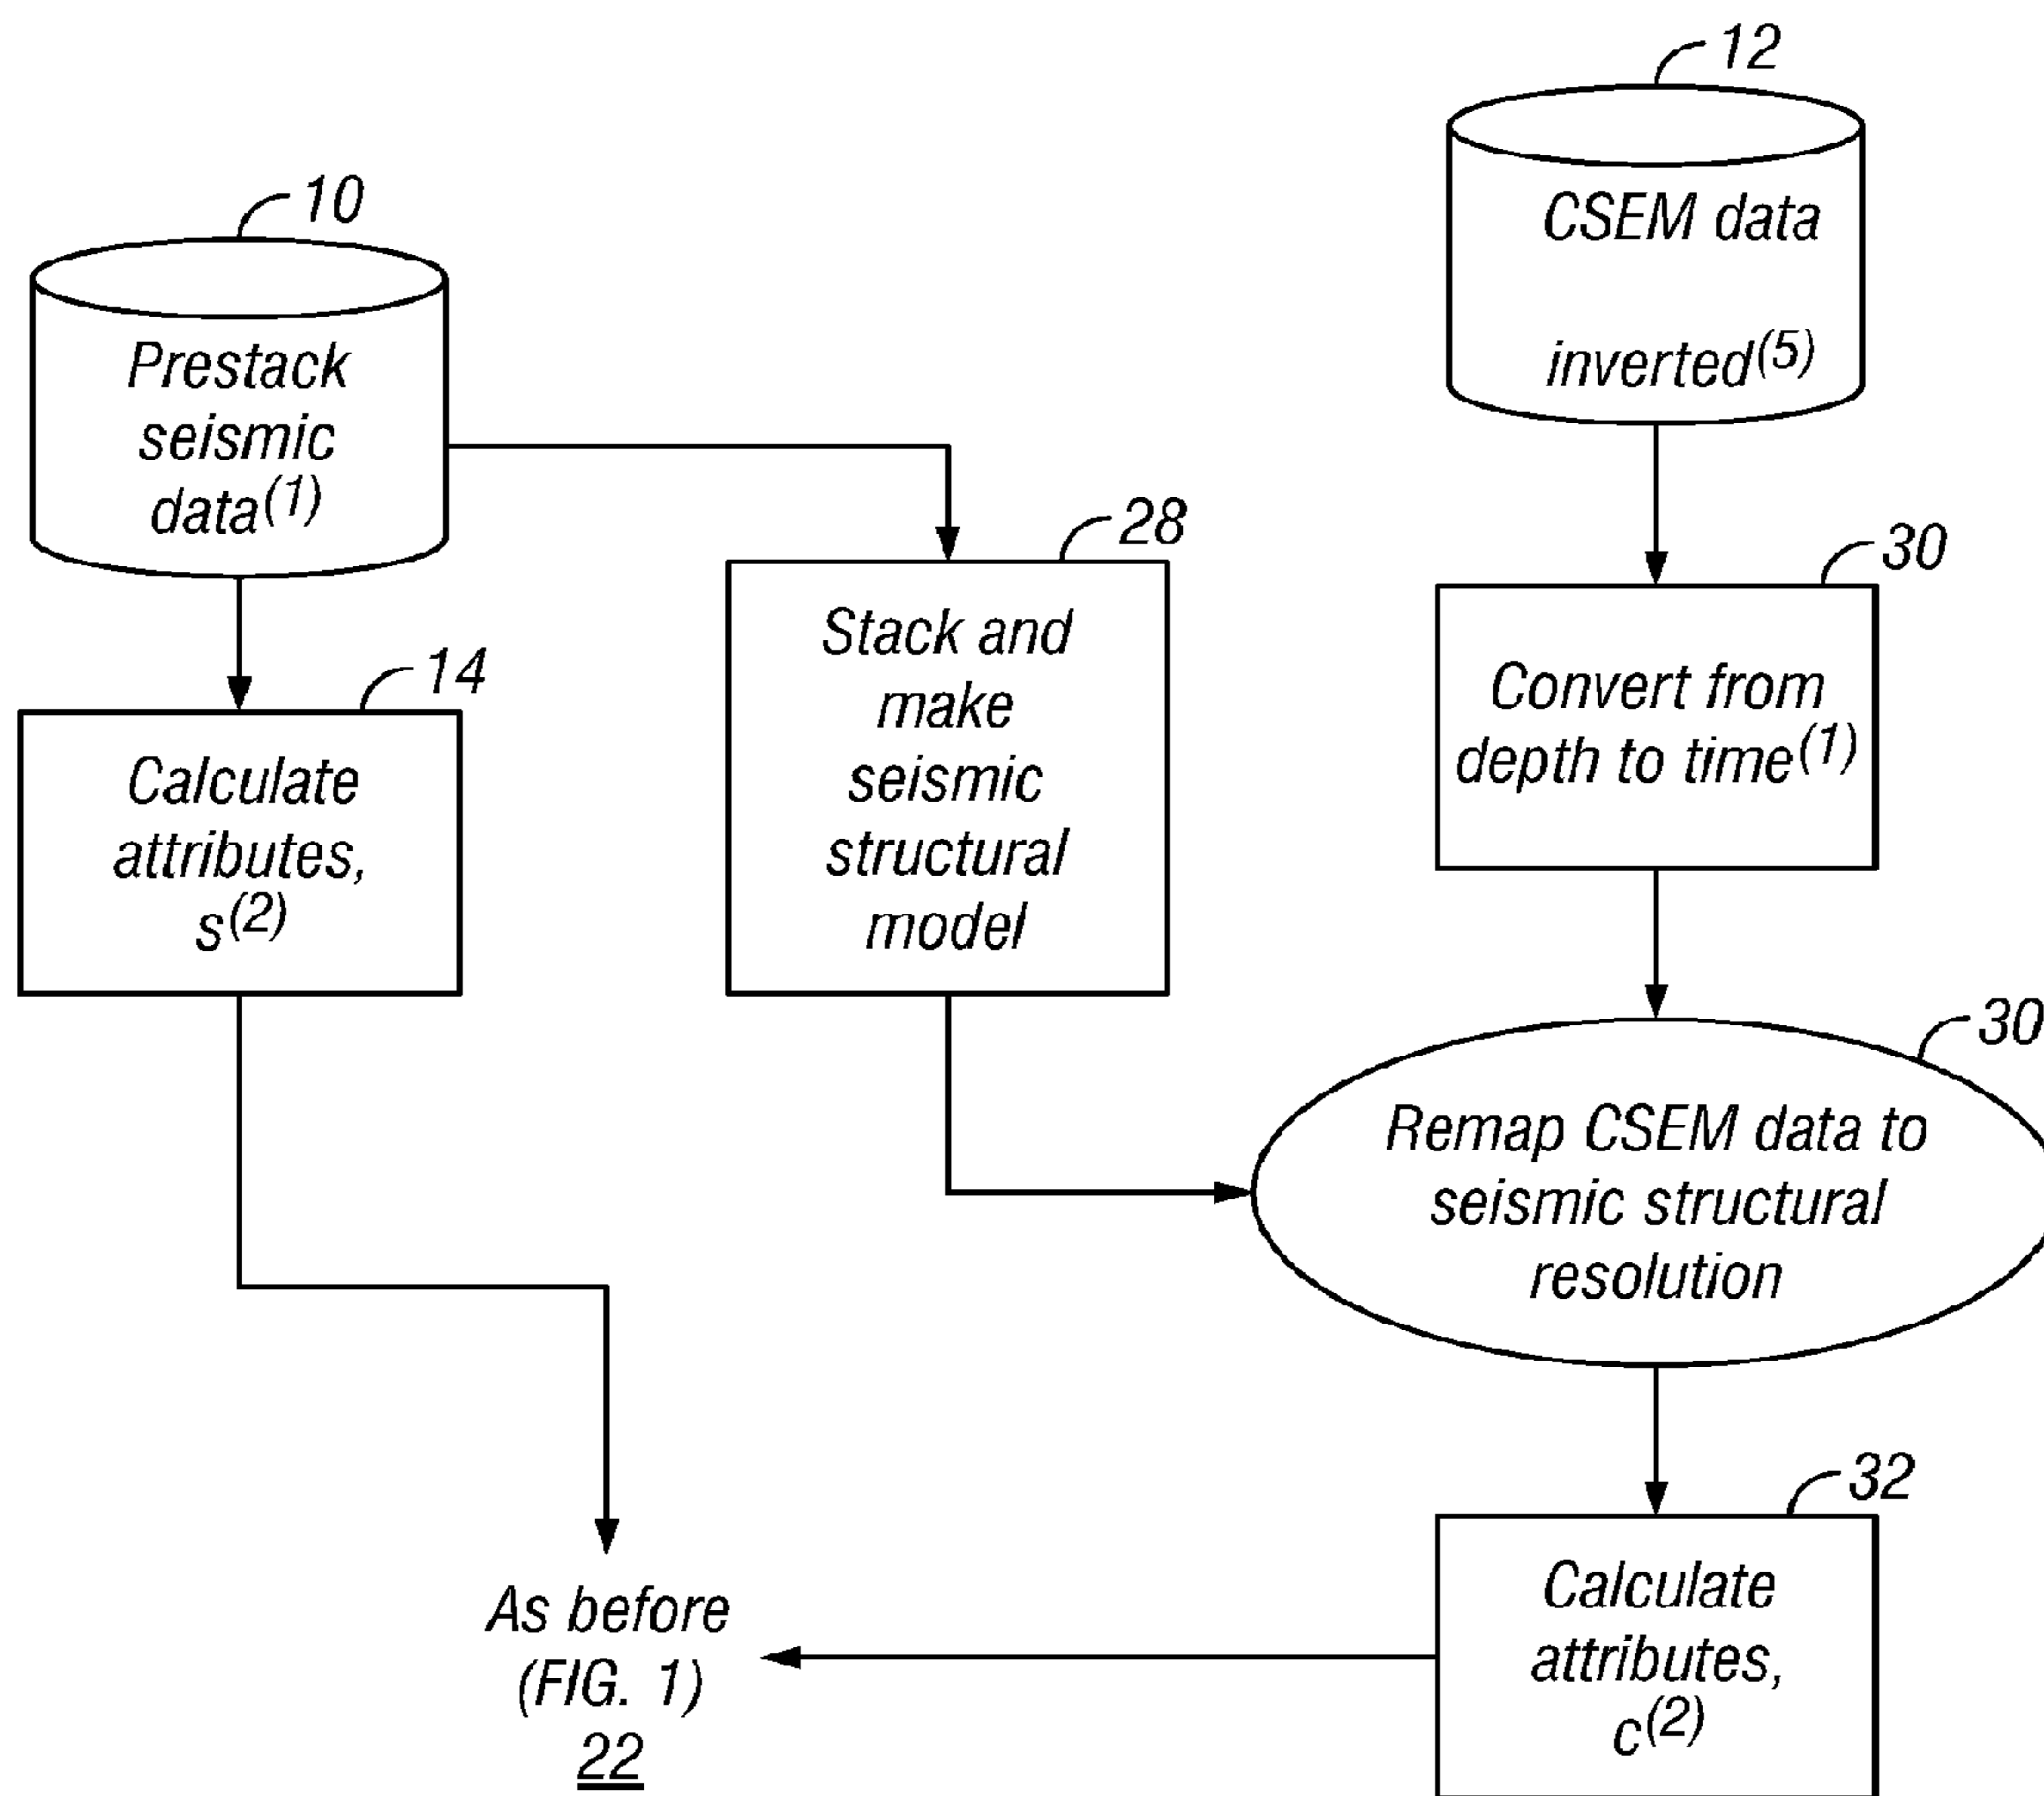 10
Prestack
seismic
data(1)
12
CSEM data
inverted(5)
14
Calculate
attributes,
s(2)
28
Stack and
make
seismic
structural
model
30
Convert from
depth to time(1)
30
Remap CSEM data to
seismic structural
resolution
32
Calculate
attributes,
c(2)
As before
(FIG. 1)
22